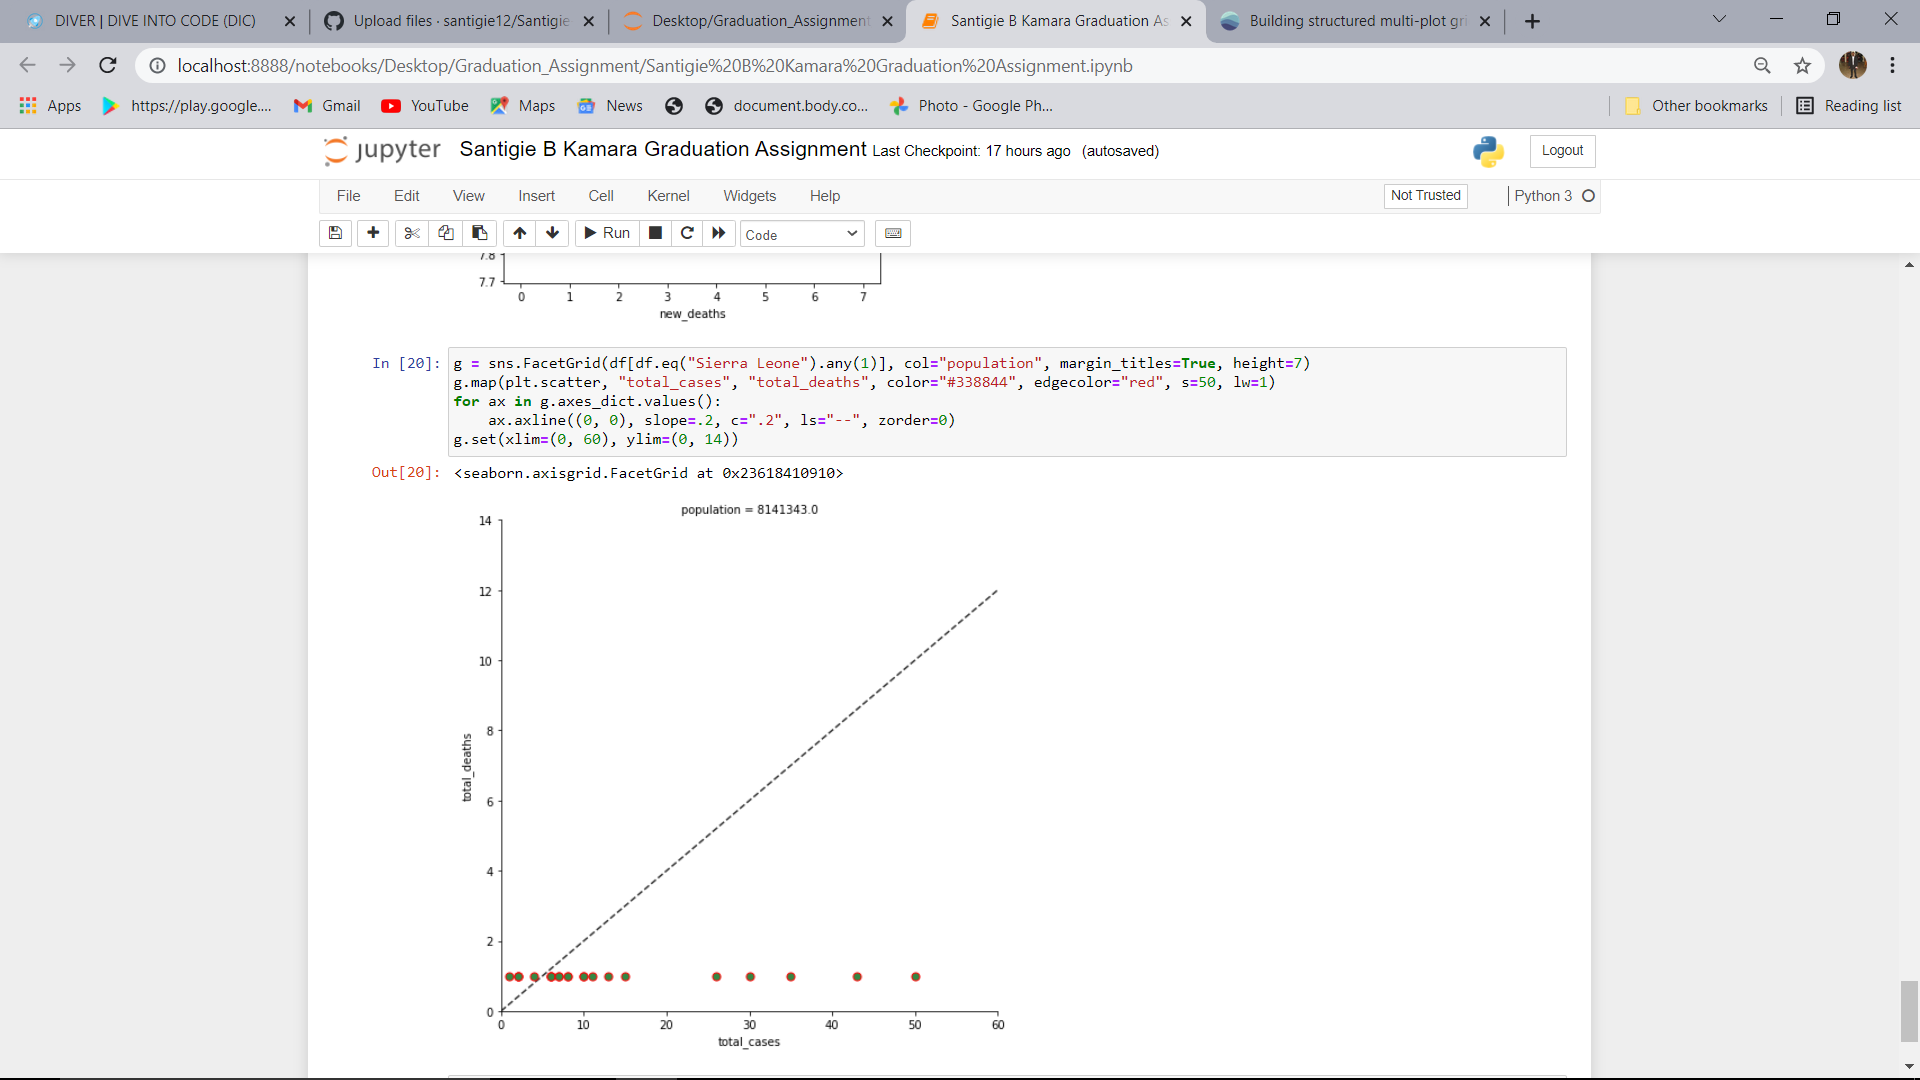 DIVER | DIVE INTO CODE (DIC)
Upload files · santigie12/Santigie
Desktop/Graduation_Assignment
Santigie B Kamara Graduation As
Building structured multi-plot gri
localhost:8888/notebooks/Desktop/Graduation_Assignment/Santigie%20B%20Kamara%20Graduation%20Assignment.ipynb
Apps
https://play.google....
Gmail
YouTube
Maps
News
document.body.co...
Photo - Google Ph...
Other bookmarks
Reading list
jupyter
Santigie B Kamara Graduation Assignment Last Checkpoint: 17 hours ago (autosaved)
Logout
File Edit View Insert Cell Kernel Widgets Help
Not Trusted
Python 3
Run
Code
7.8
7.7
0 1 2 3 4 5 6 7
new_deaths
In [20]:
g = sns.FacetGrid(df[df.eq("Sierra Leone").any(1)], col="population", margin_titles=True, height=7)
g.map(plt.scatter, "total_cases", "total_deaths", color="#338844", edgecolor="red", s=50, lw=1)
for ax in g.axes_dict.values():
    ax.axline((0, 0), slope=.2, c=".2", ls="--", zorder=0)
g.set(xlim=(0, 60), ylim=(0, 14))
Out[20]:
<seaborn.axisgrid.FacetGrid at 0x23618410910>
population = 8141343.0
14
12
10
8
6
4
2
0
total_deaths
0 10 20 30 40 50 60
total_cases